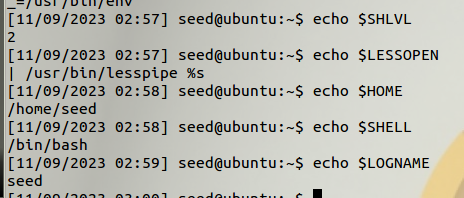 _=/usr/bin/env
[11/09/2023 02:57] seed@ubuntu:~$ echo $SHLVL
2
[11/09/2023 02:57] seed@ubuntu:~$ echo $LESSOPEN
| /usr/bin/lesspipe %s
[11/09/2023 02:58] seed@ubuntu:~$ echo $HOME
/home/seed
[11/09/2023 02:58] seed@ubuntu:~$ echo $SHELL
/bin/bash
[11/09/2023 02:59] seed@ubuntu:~$ echo $LOGNAME
seed
[11/09/2023 03:00] seed@ubuntu:~$